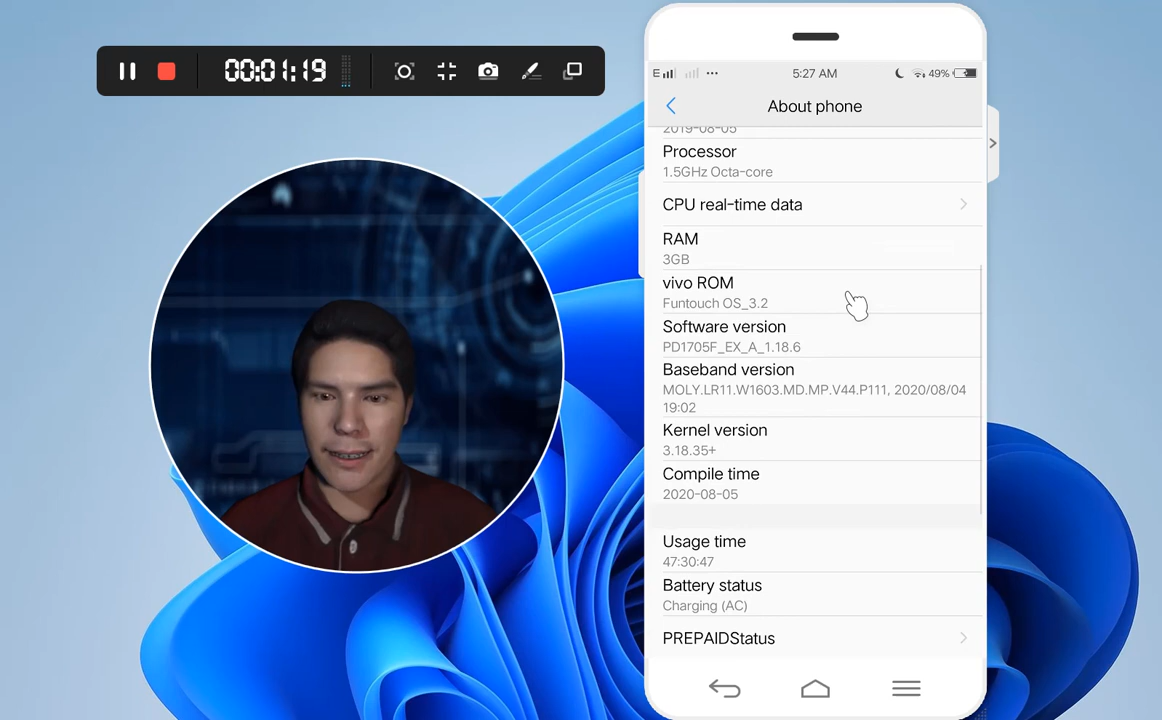 00:01:19
E
5:27 AM
49%
About phone
2019-08-05
Processor
1.5GHz Octa-core
CPU real-time data
RAM
3GB
vivo ROM
Funtouch OS_3.2
Software version
PD1705F_EX_A_1.18.6
Baseband version
MOLY.LR11.W1603.MD.MP.V44.P111, 2020/08/04
19:02
Kernel version
3.18.35+
Compile time
2020-08-05
Usage time
47:30:47
Battery status
Charging (AC)
PREPAIDStatus